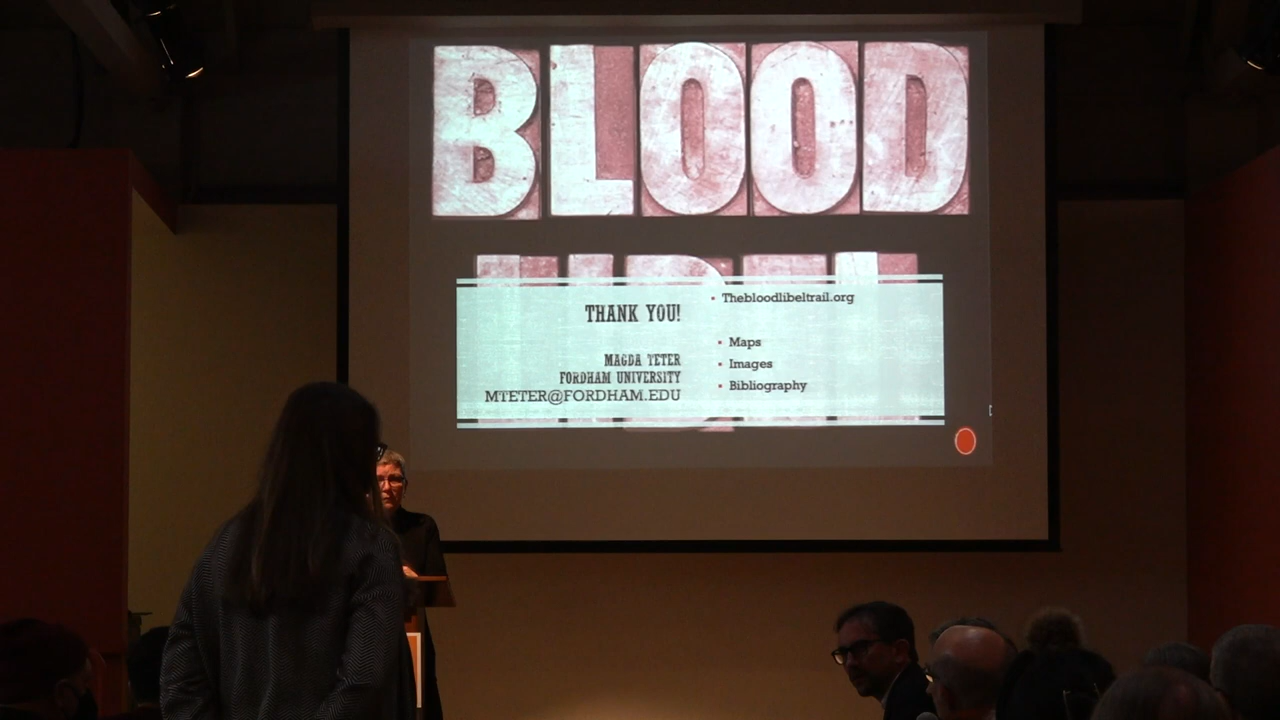 BLOOD
THANK YOU!
MAGDA TETER
FORDHAM UNIVERSITY
MTETER@FORDHAM.EDU
• Thebloodlibeltrail.org
• Maps
• Images
• Bibliography